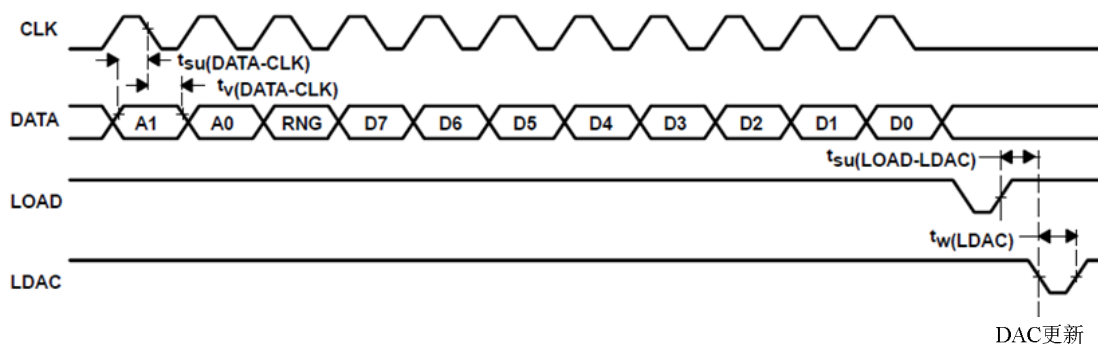 CLK
tsu(DATA-CLK)
tv(DATA-CLK)
DATA
A1 A0 RNG D7 D6 D5 D4 D3 D2 D1 D0
tsu(LOAD-LDAC)
LOAD
tw(LDAC)
LDAC
DAC更新